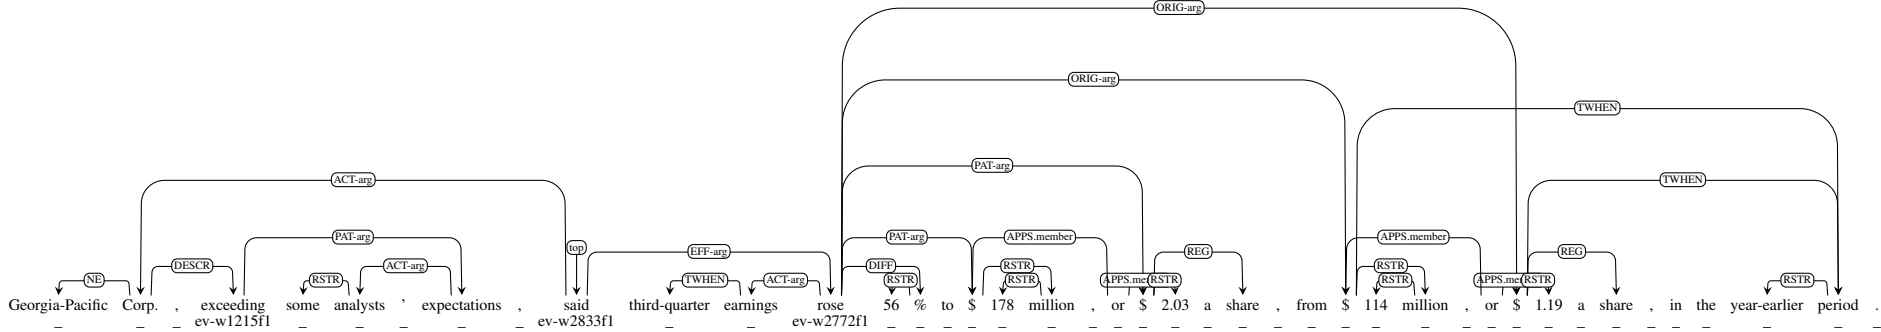 ORIG-arg
ORIG-arg
TWHEN
PAT-arg
ACT-arg TWHEN
PAT-arg top PAT-arg APPS.member APPS.member
EFF-arg REG REG
DESCR ACT-arg DIFF RSTR RSTR
NE RSTR TWHEN ACT-arg RSTR RSTR APPS.member RSTR RSTR APPS.member RSTR RSTR
Georgia-Pacific Corp. , exceeding some analysts ' expectations , said third-quarter earnings rose 56 % to $ 178 million , or $ 2.03 a share , from $ 114 million , or $ 1.19 a share , in the year-earlier period .
_ _ _ ev-w1215f1 _ _ _ _ _ ev-w2833f1 _ _ ev-w2772f1 _ _ _ _ _ _ _ _ _ _ _ _ _ _ _ _ _ _ _ _ _ _ _ _ _ _ _ _ _